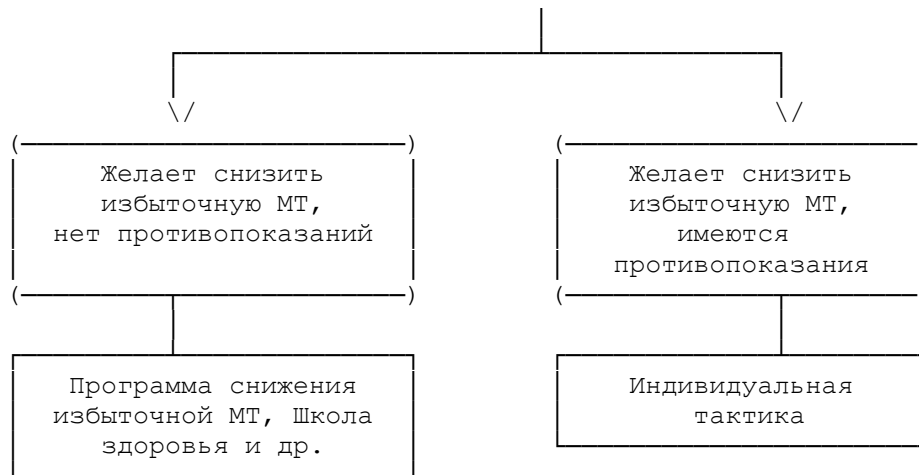 Желает снизить
избыточную МТ,
нет противопоказаний
Желает снизить
избыточную МТ,
имеются
противопоказания
Программа снижения
избыточной МТ, Школа
здоровья и др.
Индивидуальная
тактика